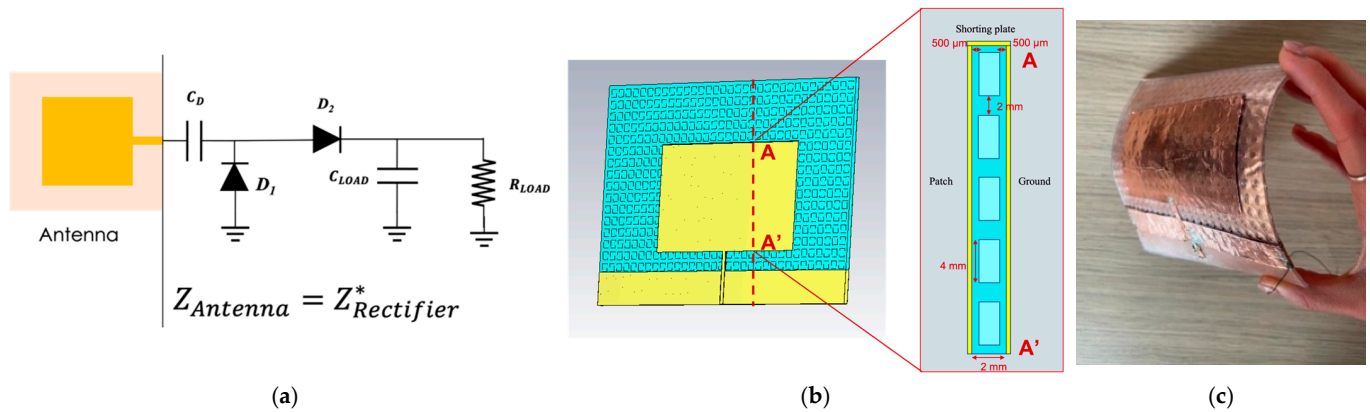 C_D
D_2
D_1
C_LOAD
R_LOAD
Antenna
Z_Antenna = Z*_Rectifier
(a)
A
A'
(b)
Shorting plate
500 µm
500 µm
A
2 mm
Patch
Ground
4 mm
A'
2 mm
(c)